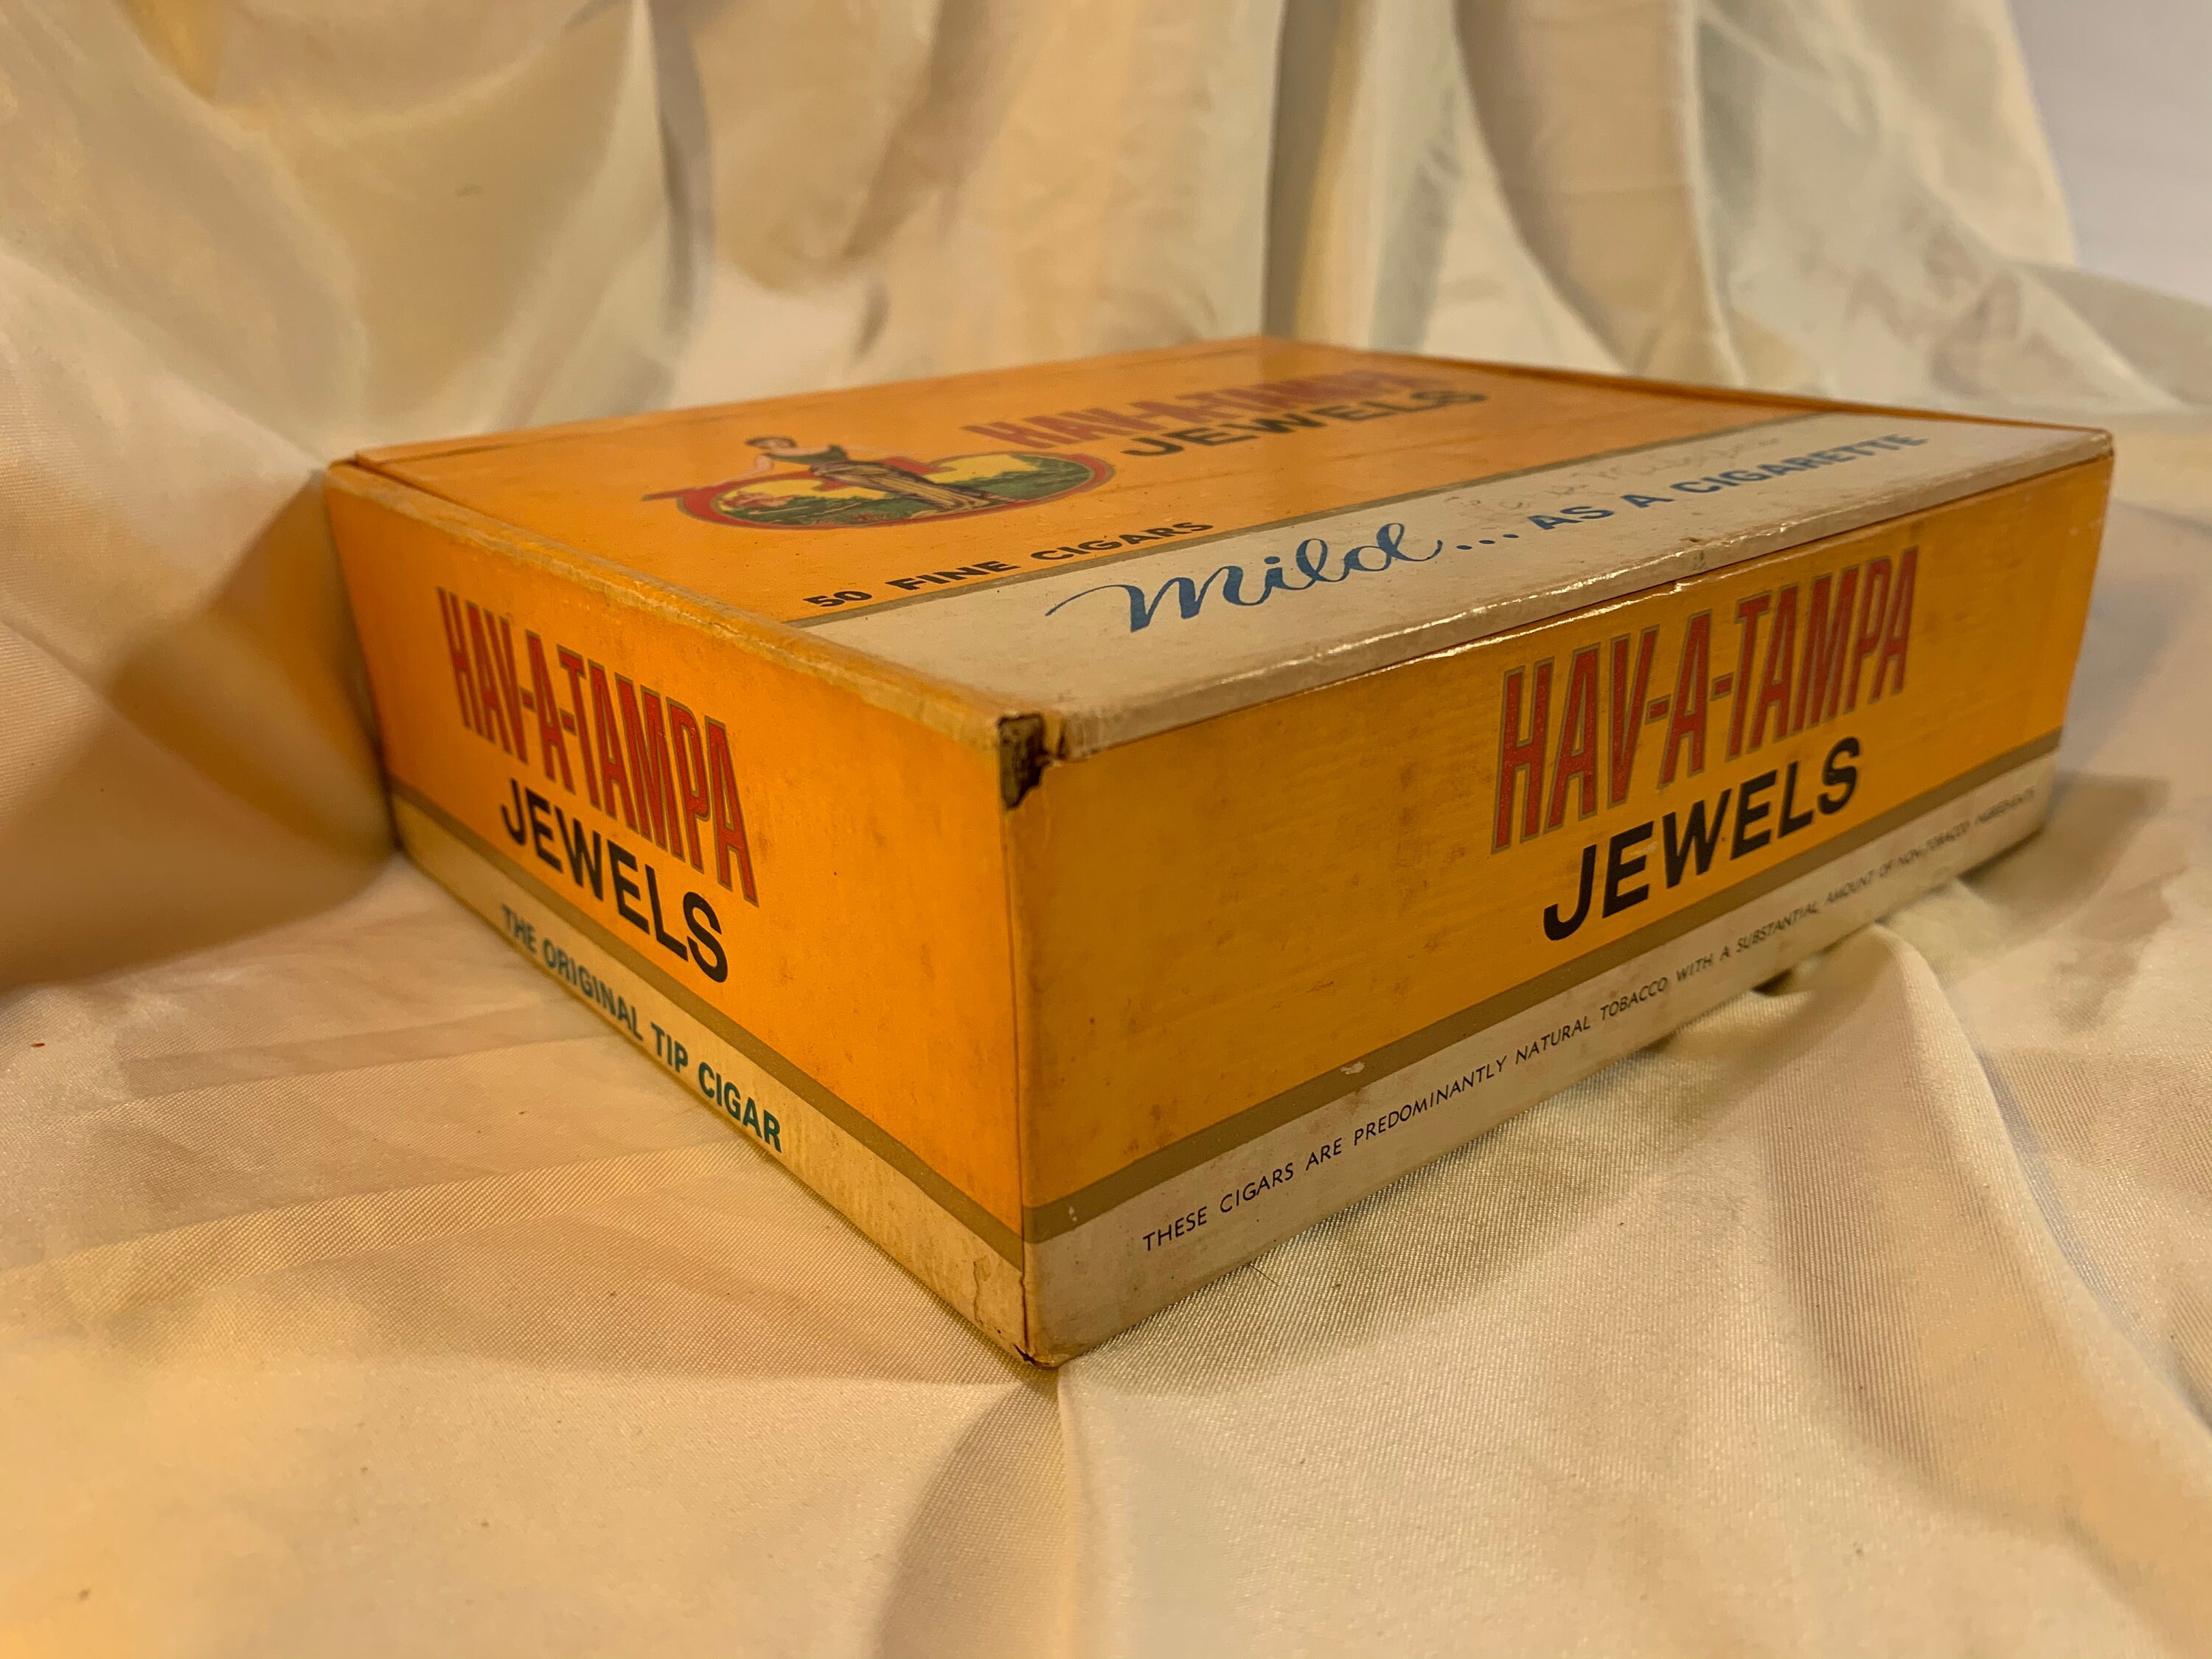 HAV-A-TAMPA
JEWELS
50 FINE CIGARS
Mild... AS A CIGARETTE
HAV-A-TAMPA
JEWELS
THE ORIGINAL TIP CIGAR
HAV-A-TAMPA
JEWELS
THESE CIGARS ARE PREDOMINANTLY NATURAL TOBACCO WITH A SUBSTANTIAL AMOUNT OF NON-TOBACCO INGREDIENTS